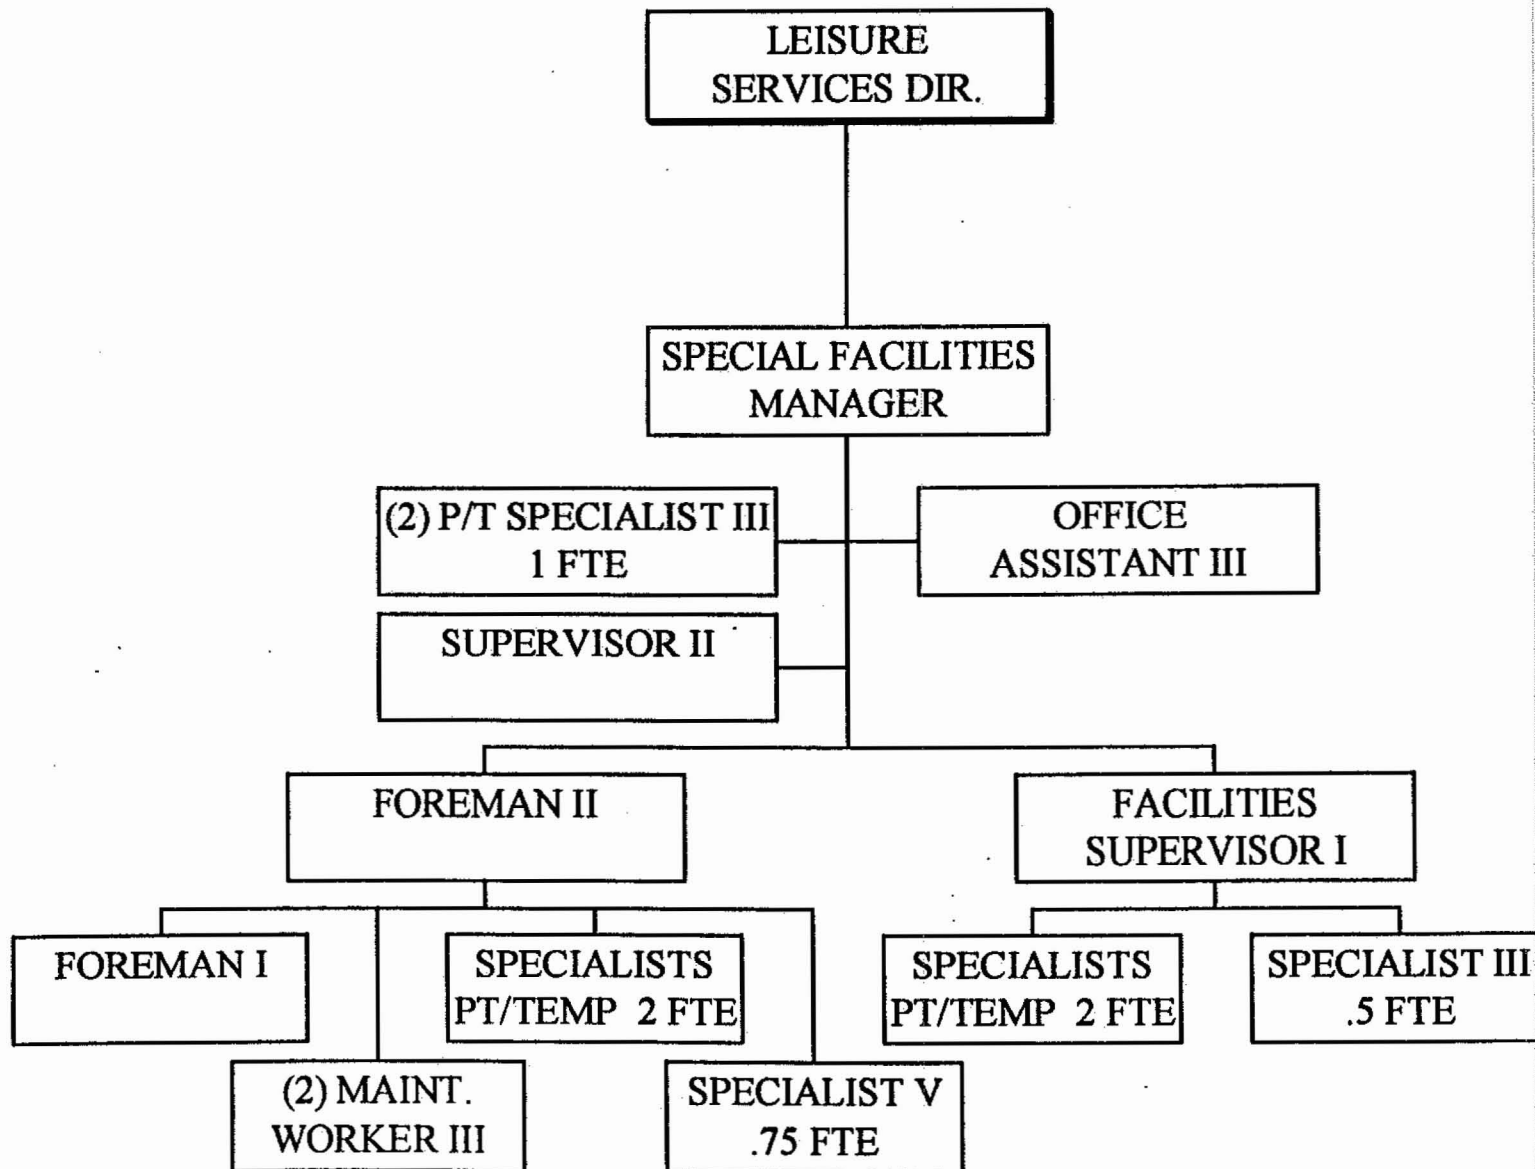 LEISURE
SERVICES DIR.
SPECIAL FACILITIES
MANAGER
(2) P/T SPECIALIST III
1 FTE
OFFICE
ASSISTANT III
SUPERVISOR II
FOREMAN II
FACILITIES
SUPERVISOR I
FOREMAN I
SPECIALISTS
PT/TEMP 2 FTE
SPECIALISTS
PT/TEMP 2 FTE
SPECIALIST III
.5 FTE
(2) MAINT.
WORKER III
SPECIALIST V
.75 FTE